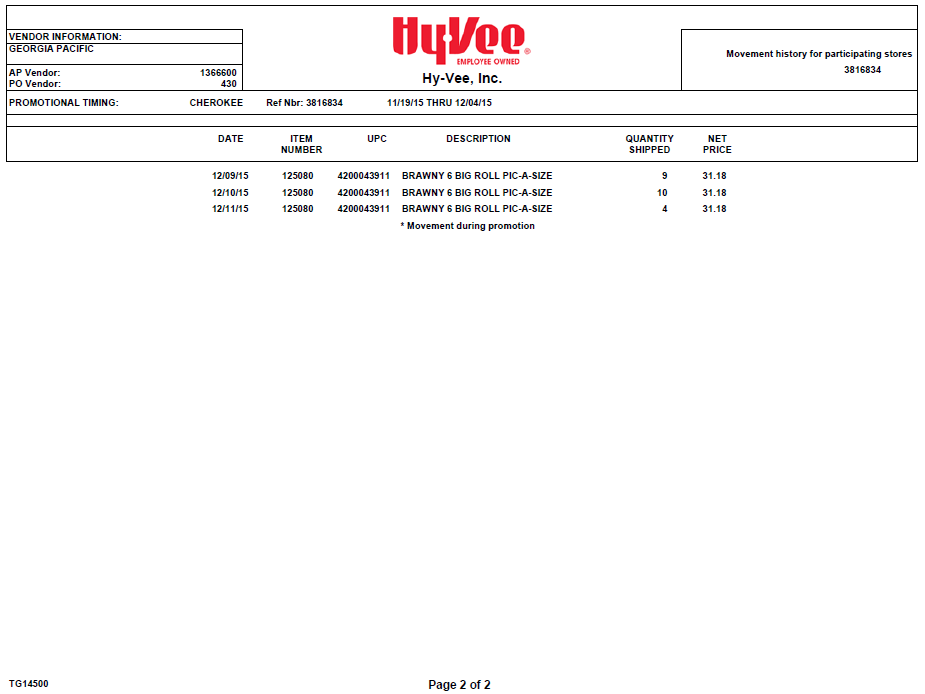 VENDOR INFORMATION:
GEORGIA PACIFIC
AP Vendor: 1366600
PO Vendor: 430
HyVee®
EMPLOYEE OWNED
Hy-Vee, Inc.
Movement history for participating stores
3816834
PROMOTIONAL TIMING: CHEROKEE Ref Nbr: 3816834 11/19/15 THRU 12/04/15
DATE ITEM NUMBER UPC DESCRIPTION QUANTITY SHIPPED NET PRICE
12/09/15 125080 4200043911 BRAWNY 6 BIG ROLL PIC-A-SIZE 9 31.18
12/10/15 125080 4200043911 BRAWNY 6 BIG ROLL PIC-A-SIZE 10 31.18
12/11/15 125080 4200043911 BRAWNY 6 BIG ROLL PIC-A-SIZE 4 31.18
* Movement during promotion
TG14500 Page 2 of 2